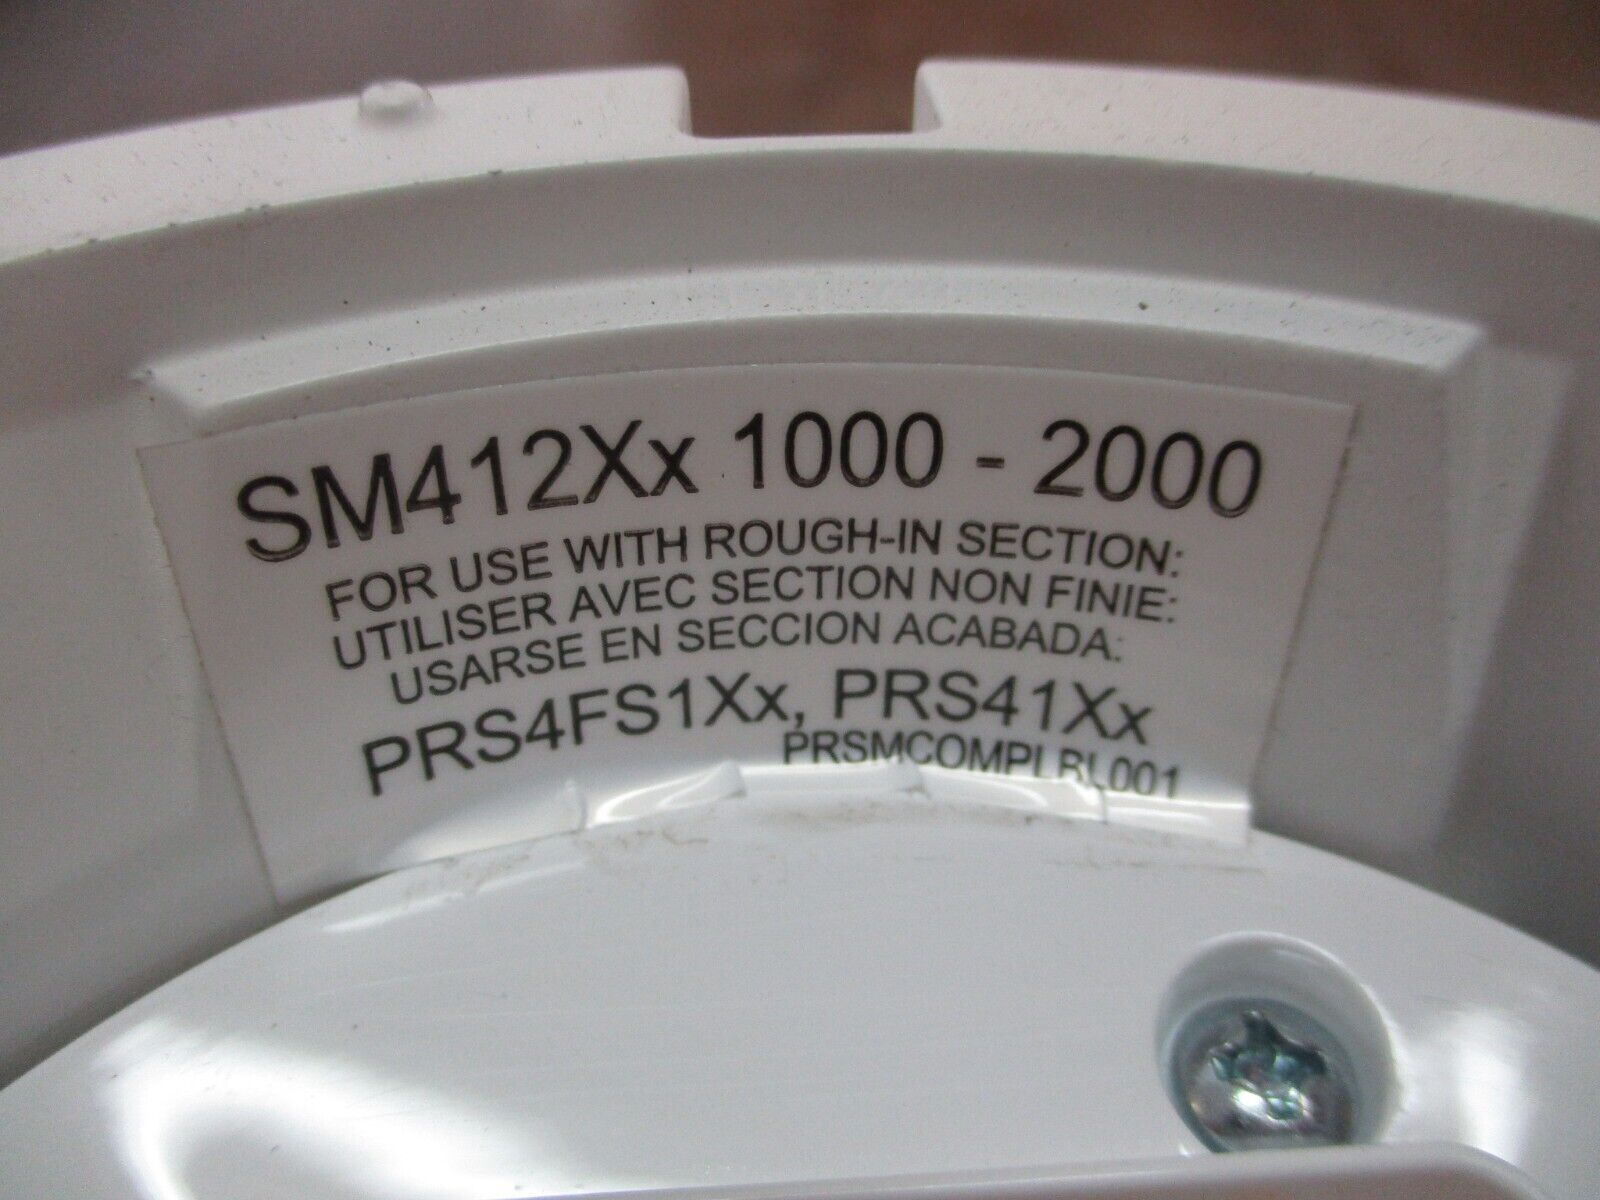 SM412Xx 1000 - 2000
FOR USE WITH ROUGH-IN SECTION:
UTILISER AVEC SECTION NON FINIE:
USARSE EN SECCION ACABADA:
PRS4FS1Xx, PRS41Xx
PRSMCOMPLBL001